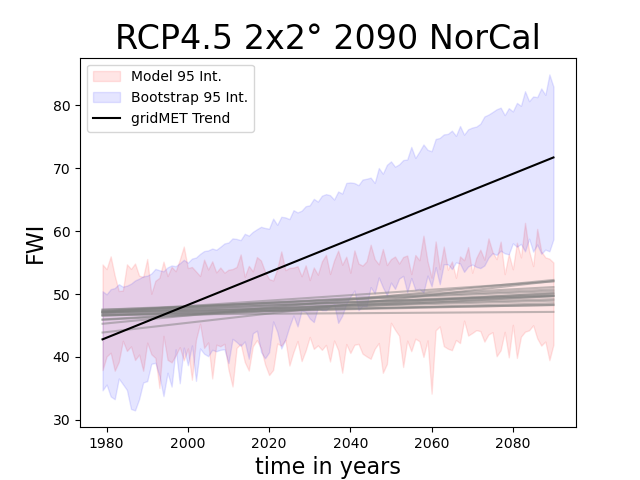 RCP4.5 2x2° 2090 NorCal
Model 95 Int.
Bootstrap 95 Int.
gridMET Trend
FWI
80
70
60
50
40
30
1980 2000 2020 2040 2060 2080
time in years